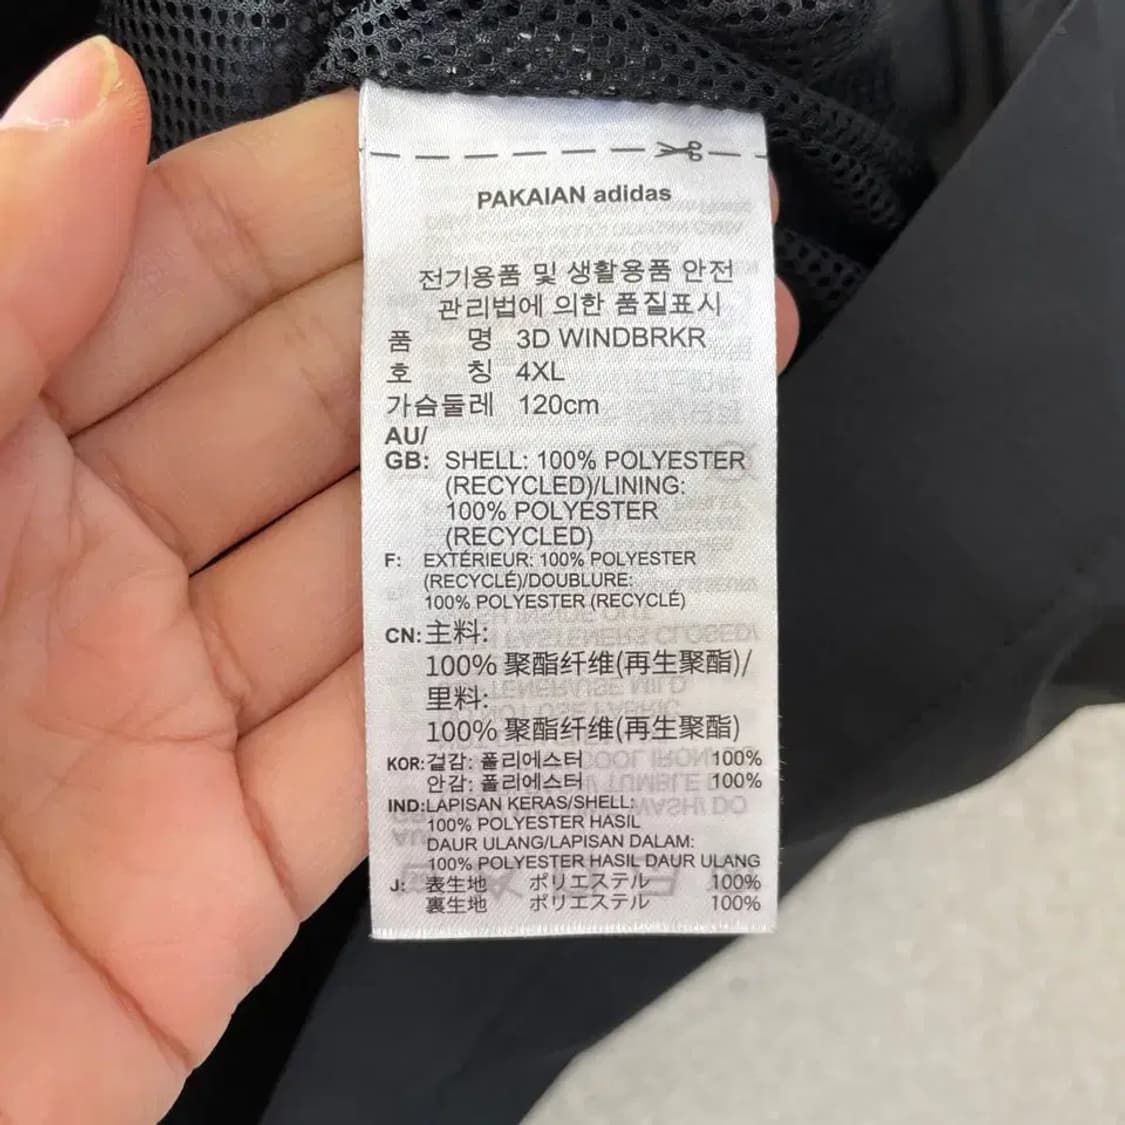 PAKAIAN adidas
전기용품 및 생활용품 안전
관리법에 의한 품질표시
품 명 3D WINDBRKR
호 칭 4XL
가슴둘레 120cm
AU/
GB: SHELL: 100% POLYESTER
(RECYCLED)/LINING:
100% POLYESTER
(RECYCLED)
F: EXTÉRIEUR: 100% POLYESTER
(RECYCLÉ)/DOUBLURE:
100% POLYESTER (RECYCLÉ)
CN: 主料:
100% 聚酯纤维(再生聚酯)/
里料:
100% 聚酯纤维(再生聚酯)
KOR: 겉감: 폴리에스터 100%
안감: 폴리에스터 100%
IND: LAPISAN KERAS/SHELL:
100% POLYESTER HASIL
DAUR ULANG/LAPISAN DALAM:
100% POLYESTER HASIL DAUR ULANG
J: 表生地 ポリエステル 100%
裏生地 ポリエステル 100%